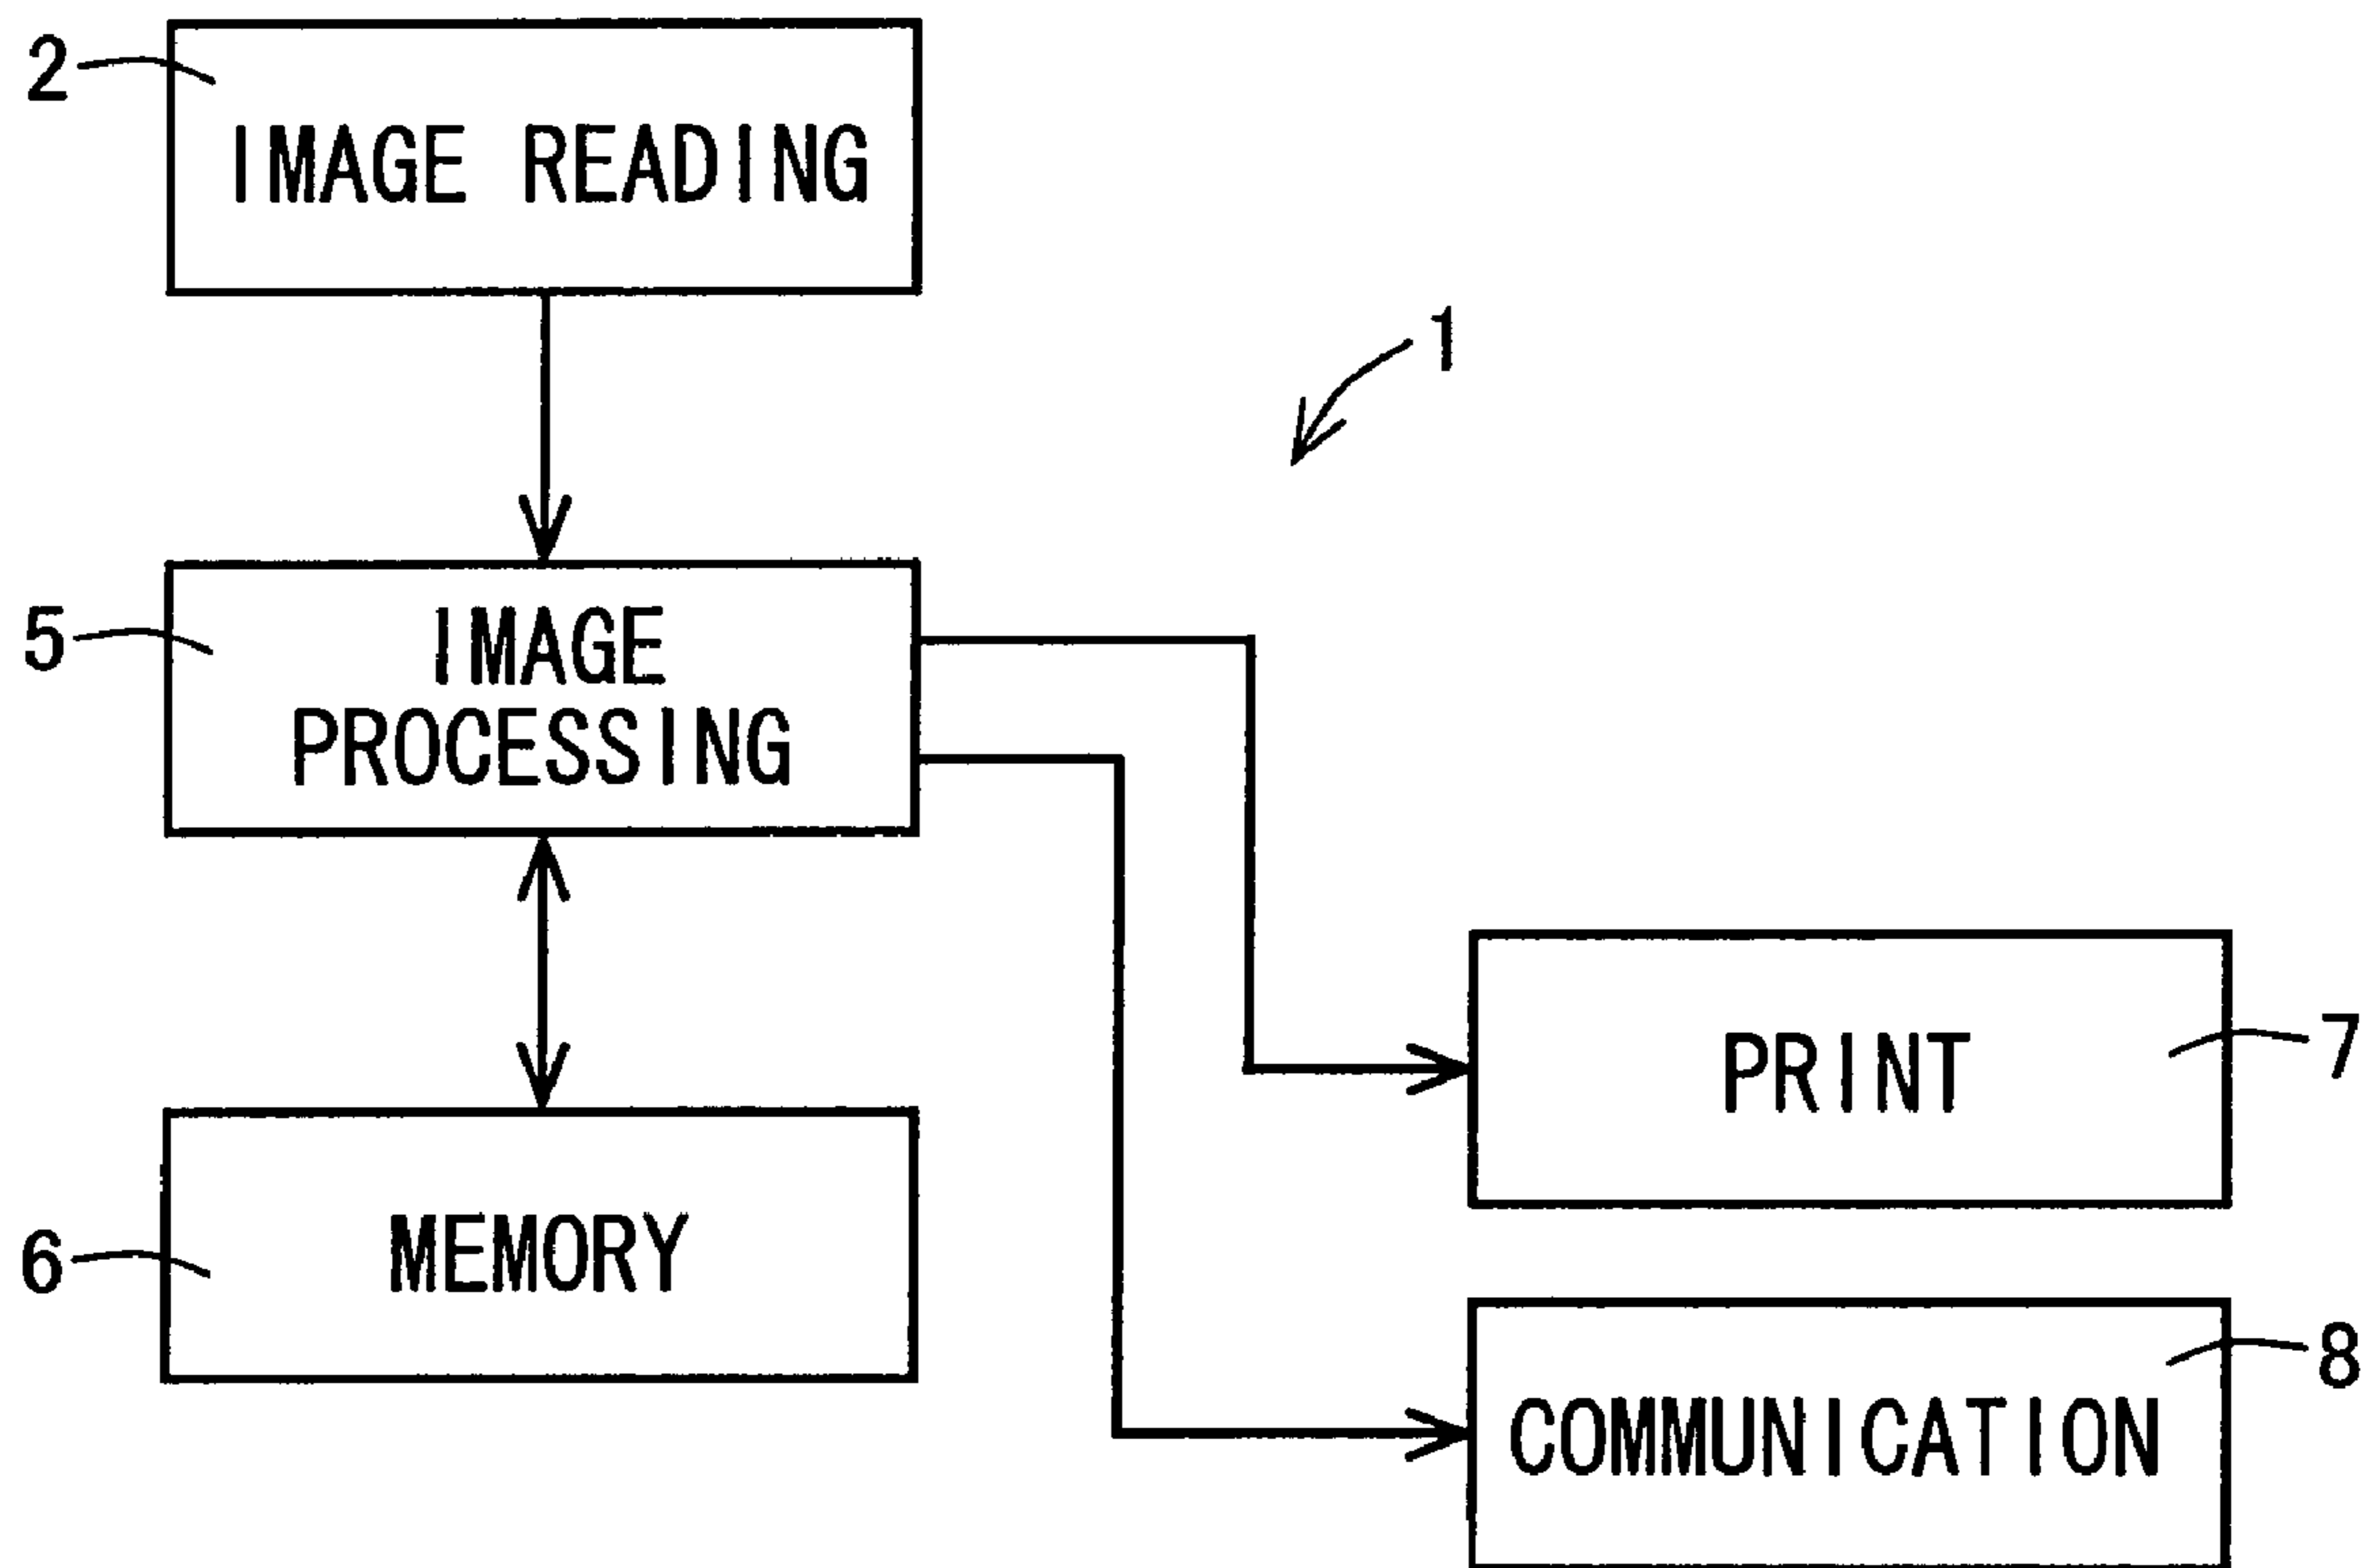 2
IMAGE READING
1
5
IMAGE
PROCESSING
PRINT
7
6
MEMORY
8
COMMUNICATION